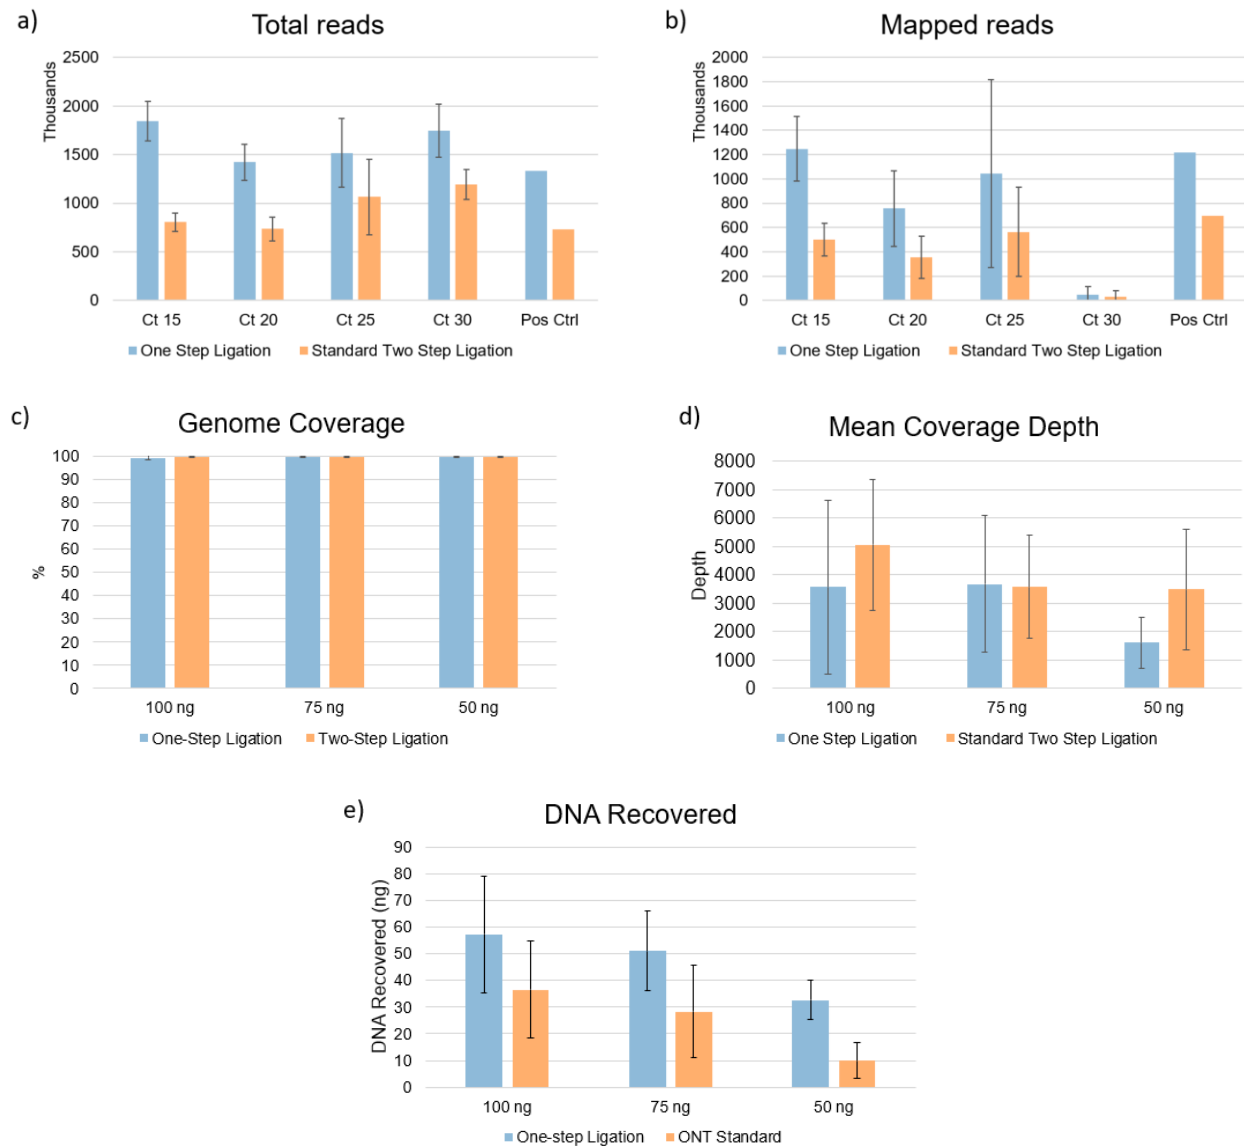 a)
Total reads
Thousands
2500
2000
1500
1000
500
0
Ct 15
Ct 20
Ct 25
Ct 30
Pos Ctrl
One Step Ligation
Standard Two Step Ligation
b)
Mapped reads
Thousands
2000
1800
1600
1400
1200
1000
800
600
400
200
0
Ct 15
Ct 20
Ct 25
Ct 30
Pos Ctrl
One Step Ligation
Standard Two Step Ligation
c)
Genome Coverage
%
100
90
80
70
60
50
40
30
20
10
0
100 ng
75 ng
50 ng
One-Step Ligation
Two-Step Ligation
d)
Mean Coverage Depth
Depth
8000
7000
6000
5000
4000
3000
2000
1000
0
100 ng
75 ng
50 ng
One Step Ligation
Standard Two Step Ligation
e)
DNA Recovered
DNA Recovered (ng)
90
80
70
60
50
40
30
20
10
0
100 ng
75 ng
50 ng
One-step Ligation
ONT Standard